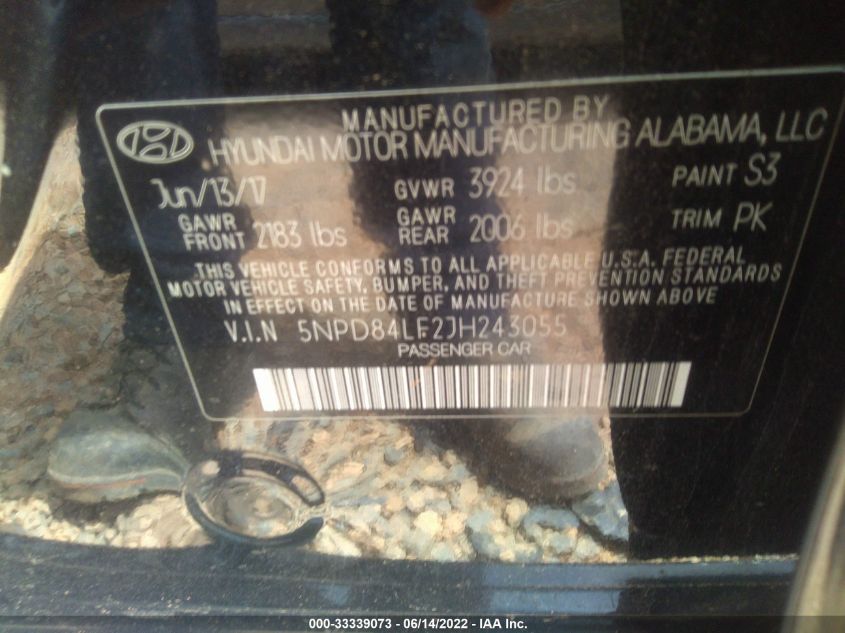 MANUFACTURED BY
HYUNDAI MOTOR MANUFACTURING ALABAMA, LLC
Jun/13/17 GVWR 3924 lbs PAINT S3
GAWR FRONT 2183 lbs GAWR REAR 2006 lbs TRIM PK
THIS VEHICLE CONFORMS TO ALL APPLICABLE U.S.A. FEDERAL
MOTOR VEHICLE SAFETY, BUMPER, AND THEFT PREVENTION STANDARDS
IN EFFECT ON THE DATE OF MANUFACTURE SHOWN ABOVE
V.I.N 5NPD84LF2JH243055
PASSENGER CAR
000-33339073 - 06/14/2022 - IAA Inc.